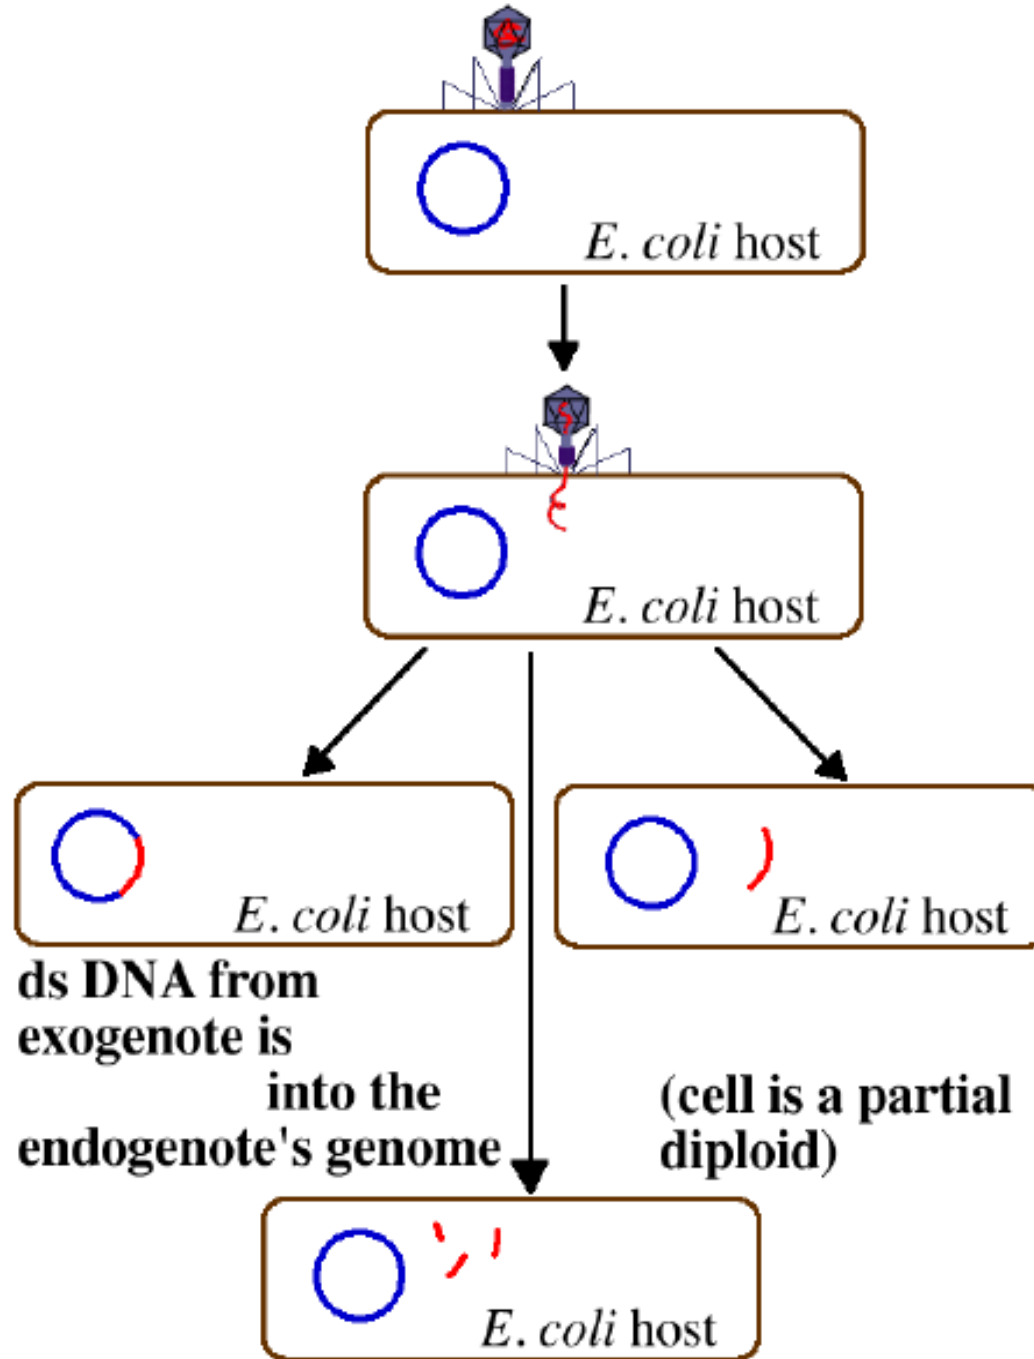 E. coli host
E. coli host
E. coli host
E. coli host
ds DNA from
exogenote is
into the
endogenote's genome
(cell is a partial
diploid)
E. coli host